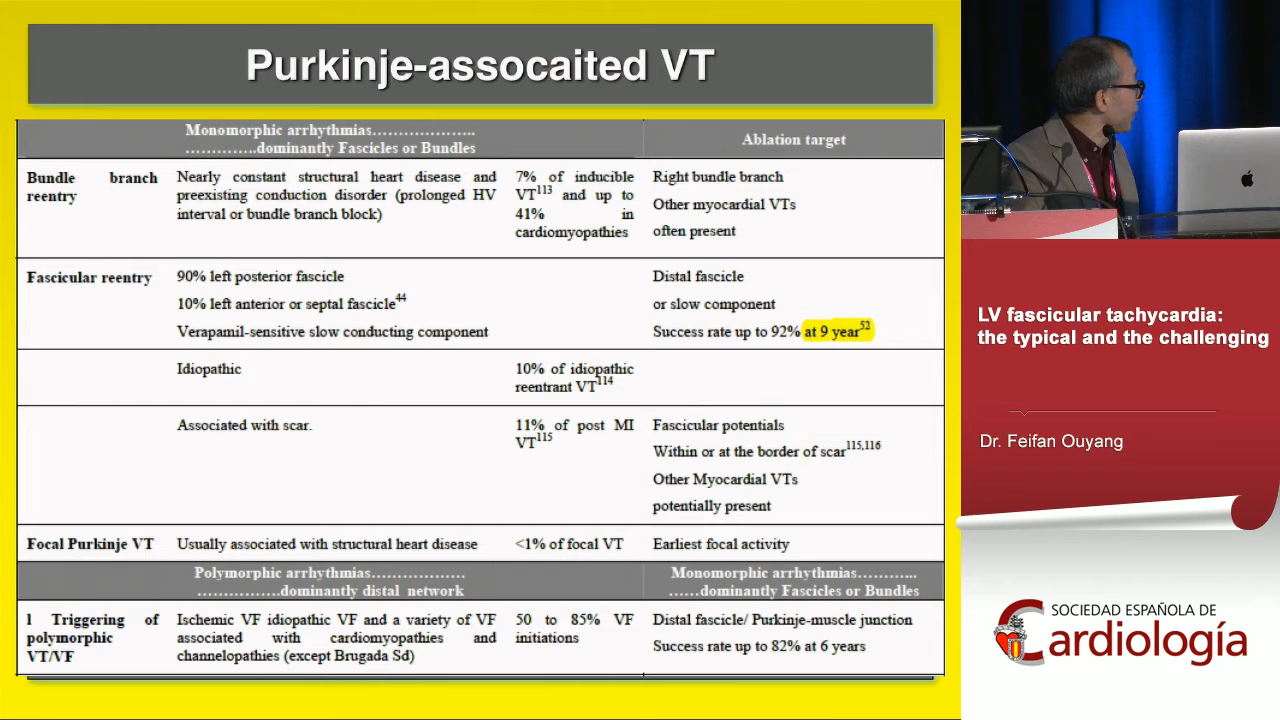 Purkinje-assocaited VT
Monomorphic arrhythmias………………..
…………..dominantly Fascicles or Bundles
Ablation target
Bundle branch reentry
Nearly constant structural heart disease and
preexisting conduction disorder (prolonged HV
interval or bundle branch block)
7% of inducible
VT113 and up to
41% in
cardiomyopathies
Right bundle branch
Other myocardial VTs
often present
Fascicular reentry
90% left posterior fascicle
10% left anterior or septal fascicle44
Verapamil-sensitive slow conducting component
Distal fascicle
or slow component
Success rate up to 92% at 9 year52
Idiopathic
10% of idiopathic
reentrant VT114
Associated with scar.
11% of post MI
VT115
Fascicular potentials
Within or at the border of scar115,116
Other Myocardial VTs
potentially present
Focal Purkinje VT
Usually associated with structural heart disease
<1% of focal VT
Earliest focal activity
Polymorphic arrhythmias………………
…………….dominantly distal network
Monomorphic arrhythmias………...
……dominantly Fascicles or Bundles
l Triggering of
polymorphic
VT/VF
Ischemic VF idiopathic VF and a variety of VF
associated with cardiomyopathies and
channelopathies (except Brugada Sd)
50 to 85% VF
initiations
Distal fascicle/ Purkinje-muscle junction
Success rate up to 82% at 6 years
LV fascicular tachycardia:
the typical and the challenging
Dr. Feifan Ouyang
SOCIEDAD ESPAÑOLA DE
Cardiología